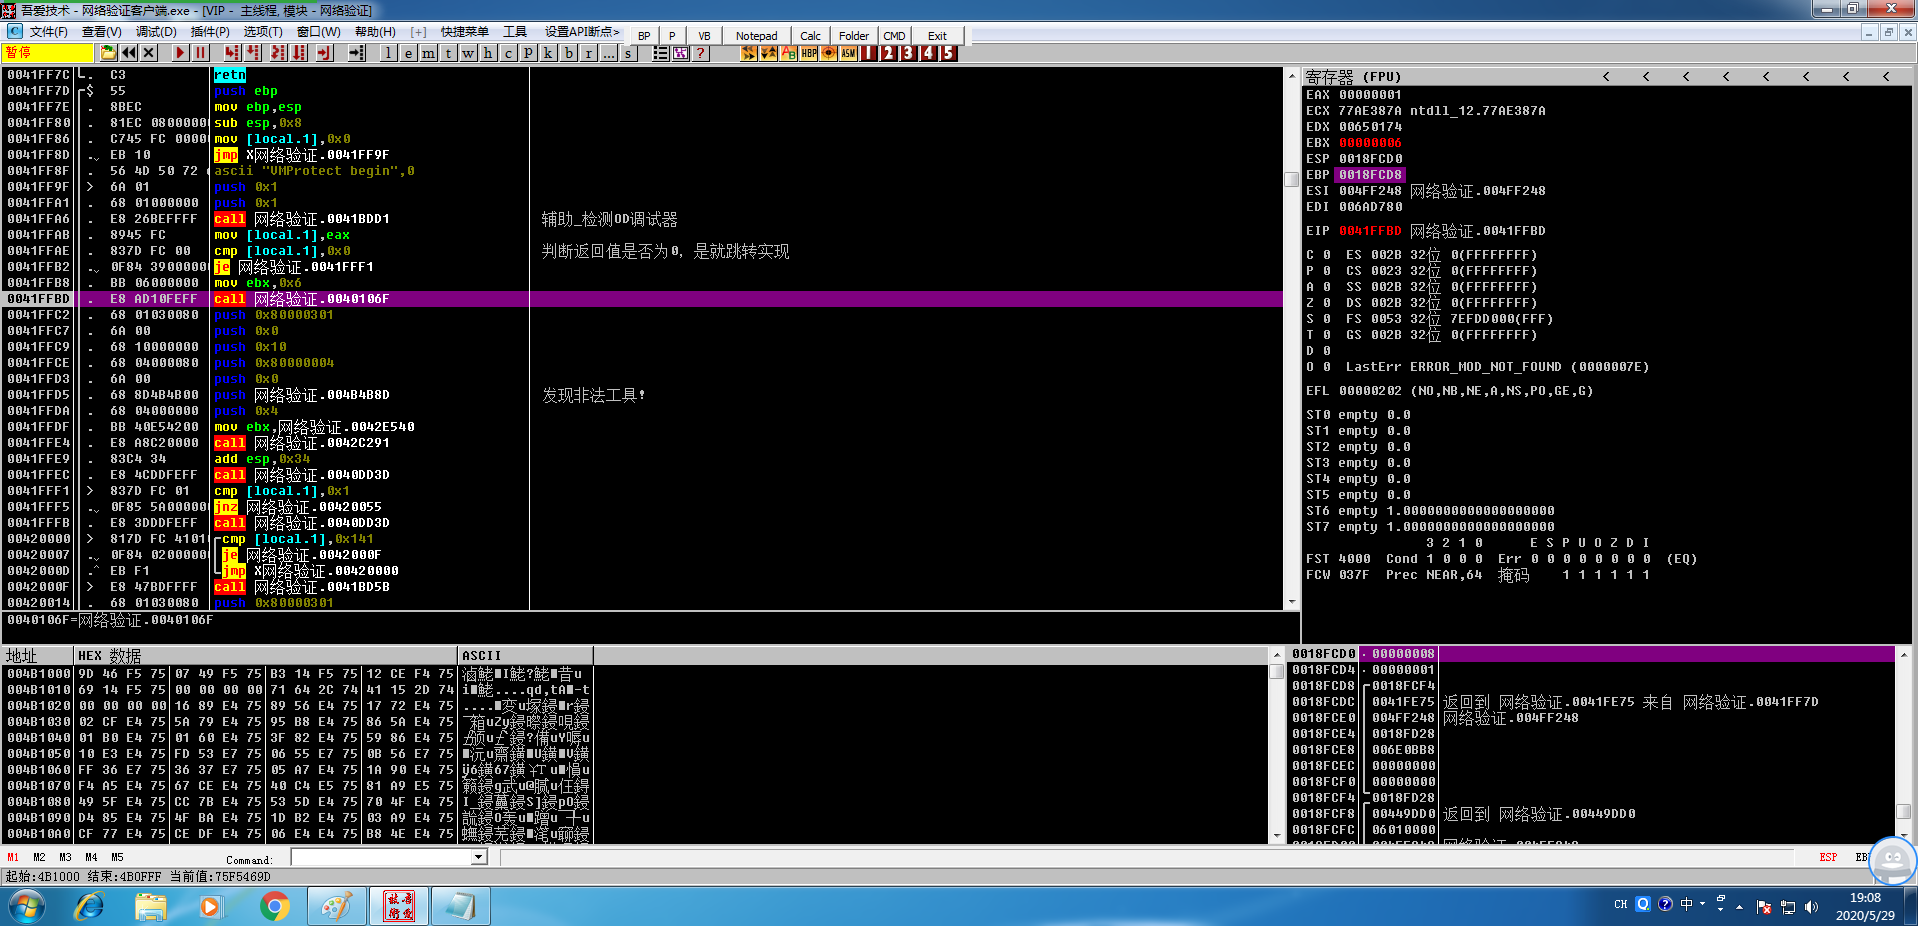 吾爱技术 - 网络验证客户端.exe - [VIP - 主线程, 模块 - 网络验证]
文件(F) 查看(V) 调试(D) 插件(P) 选项(T) 窗口(W) 帮助(H) [+] 快捷菜单 工具 设置API断点> BP P VB Notepad Calc Folder CMD Exit
暂停 l e m t w h c p k b r ... s ? HBP ASM 1 2 3 4 5
0041FF7C . C3 retn
0041FF7D $ 55 push ebp
0041FF7E . 8BEC mov ebp,esp
0041FF80 . 81EC 08000000 sub esp,0x8
0041FF86 . C745 FC 00000 mov [local.1],0x0
0041FF8D . EB 10 jmp X网络验证.0041FF9F
0041FF8F . 56 4D 50 72 ascii "VMProtect begin",0
0041FF9F > 6A 01 push 0x1
0041FFA1 . 68 01000000 push 0x1
0041FFA6 . E8 26BEFFFF call 网络验证.0041BDD1 辅助_检测OD调试器
0041FFAB . 8945 FC mov [local.1],eax
0041FFAE . 837D FC 00 cmp [local.1],0x0 判断返回值是否为0, 是就跳转实现
0041FFB2 . 0F84 39000000 je 网络验证.0041FFF1
0041FFB8 . BB 06000000 mov ebx,0x6
0041FFBD . E8 AD10FEFF call 网络验证.0040106F
0041FFC2 . 68 01030080 push 0x80000301
0041FFC7 . 6A 00 push 0x0
0041FFC9 . 68 10000000 push 0x10
0041FFCE . 68 04000080 push 0x80000004
0041FFD3 . 6A 00 push 0x0
0041FFD5 . 68 8D4B4B00 push 网络验证.004B4B8D 发现非法工具!
0041FFDA . 68 04000000 push 0x4
0041FFDF . BB 40E54200 mov ebx,网络验证.0042E540
0041FFE4 . E8 A8C20000 call 网络验证.0042C291
0041FFE9 . 83C4 34 add esp,0x34
0041FFEC . E8 4CDDFEFF call 网络验证.0040DD3D
0041FFF1 > 837D FC 01 cmp [local.1],0x1
0041FFF5 . 0F85 5A000000 jnz 网络验证.00420055
0041FFFB . E8 3DDDFEFF call 网络验证.0040DD3D
00420000 > 817D FC 41010 cmp [local.1],0x141
00420007 . 0F84 02000000 je 网络验证.0042000F
0042000D .^ EB F1 jmp X网络验证.00420000
0042000F > E8 47BDFFFF call 网络验证.0041BD5B
00420014 . 68 01030080 push 0x80000301
0040106F=网络验证.0040106F
寄存器 (FPU) < < < < < < < <
EAX 00000001
ECX 77AE387A ntdll_12.77AE387A
EDX 00650174
EBX 00000006
ESP 0018FCD0
EBP 0018FCD8
ESI 004FF248 网络验证.004FF248
EDI 006AD780
EIP 0041FFBD 网络验证.0041FFBD
C 0 ES 002B 32位 0(FFFFFFFF)
P 0 CS 0023 32位 0(FFFFFFFF)
A 0 SS 002B 32位 0(FFFFFFFF)
Z 0 DS 002B 32位 0(FFFFFFFF)
S 0 FS 0053 32位 7EFDD000(FFF)
T 0 GS 002B 32位 0(FFFFFFFF)
D 0
O 0 LastErr ERROR_MOD_NOT_FOUND (0000007E)
EFL 00000202 (NO,NB,NE,A,NS,PO,GE,G)
ST0 empty 0.0
ST1 empty 0.0
ST2 empty 0.0
ST3 empty 0.0
ST4 empty 0.0
ST5 empty 0.0
ST6 empty 1.0000000000000000000
ST7 empty 1.0000000000000000000
3 2 1 0 E S P U O Z D I
FST 4000 Cond 1 0 0 0 Err 0 0 0 0 0 0 0 0 (EQ)
FCW 037F Prec NEAR,64 掩码 1 1 1 1 1 1
地址 HEX 数据 ASCII
004B1000 9D 46 F5 75 07 49 F5 75 B3 14 F5 75 12 CE F4 75
004B1010 69 14 F5 75 00 00 00 00 71 64 2C 74 41 15 2D 74
004B1020 00 00 00 00 16 89 E4 75 89 56 E4 75 17 72 E4 75
004B1030 02 CF E4 75 5A 79 E4 75 95 B8 E4 75 86 5A E4 75
004B1040 01 B0 E4 75 01 60 E4 75 3F 82 E4 75 59 86 E4 75
004B1050 10 E3 E4 75 FD 53 E7 75 06 55 E7 75 0B 56 E7 75
004B1060 FF 36 E7 75 36 37 E7 75 05 A7 E4 75 1A 90 E4 75
004B1070 F4 A5 E4 75 67 CE E4 75 40 C4 E5 75 81 A9 E5 75
004B1080 49 5F E4 75 CC 7B E4 75 53 5D E4 75 70 4F E4 75
004B1090 D4 85 E4 75 4F BA E4 75 1D B2 E4 75 03 A9 E4 75
004B10A0 CF 77 E4 75 CE DF E4 75 06 E4 E4 75 B8 4E E4 75
0018FCD0 00000008
0018FCD4 00000001
0018FCD8 0018FCF4
0018FCDC 0041FE75 返回到 网络验证.0041FE75 来自 网络验证.0041FF7D
0018FCE0 004FF248 网络验证.004FF248
0018FCE4 0018FD28
0018FCE8 006E0BB8
0018FCEC 00000000
0018FCF0 00000000
0018FCF4 0018FD28
0018FCF8 00449DD0 返回到 网络验证.00449DD0
0018FCFC 06010000
M1 M2 M3 M4 M5 Command: ESP
起始:4B1000 结束:4B0FFF 当前值:75F5469D
CH 中 19:08
2020/5/29